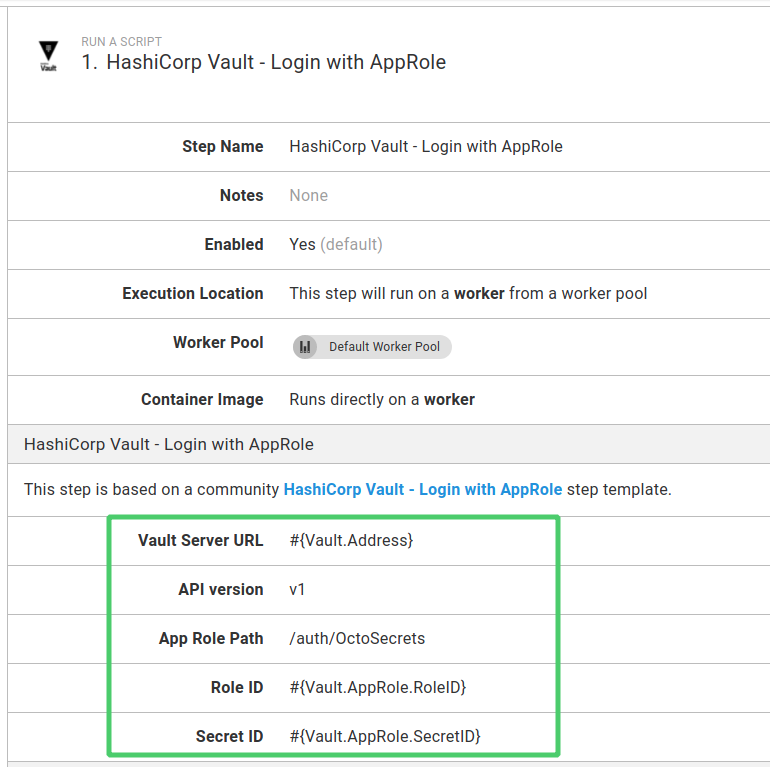 RUN A SCRIPT
1. HashiCorp Vault - Login with AppRole
Vault
Step Name HashiCorp Vault - Login with AppRole
Notes None
Enabled Yes (default)
Execution Location This step will run on a worker from a worker pool
Worker Pool Default Worker Pool
Container Image Runs directly on a worker
HashiCorp Vault - Login with AppRole
This step is based on a community HashiCorp Vault - Login with AppRole step template.
Vault Server URL #{Vault.Address}
API version v1
App Role Path /auth/OctoSecrets
Role ID #{Vault.AppRole.RoleID}
Secret ID #{Vault.AppRole.SecretID}